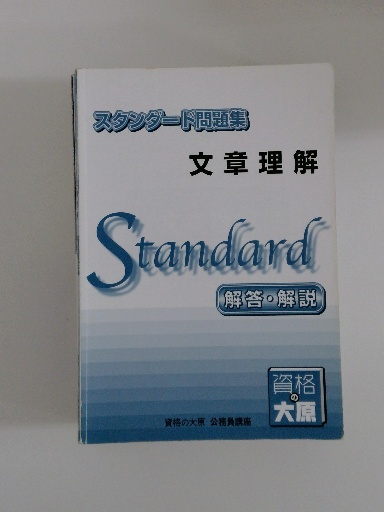 スタンダード問題集
文章理解
Standard
解答・解説
資格
の
大原
資格の大原 公務員講座